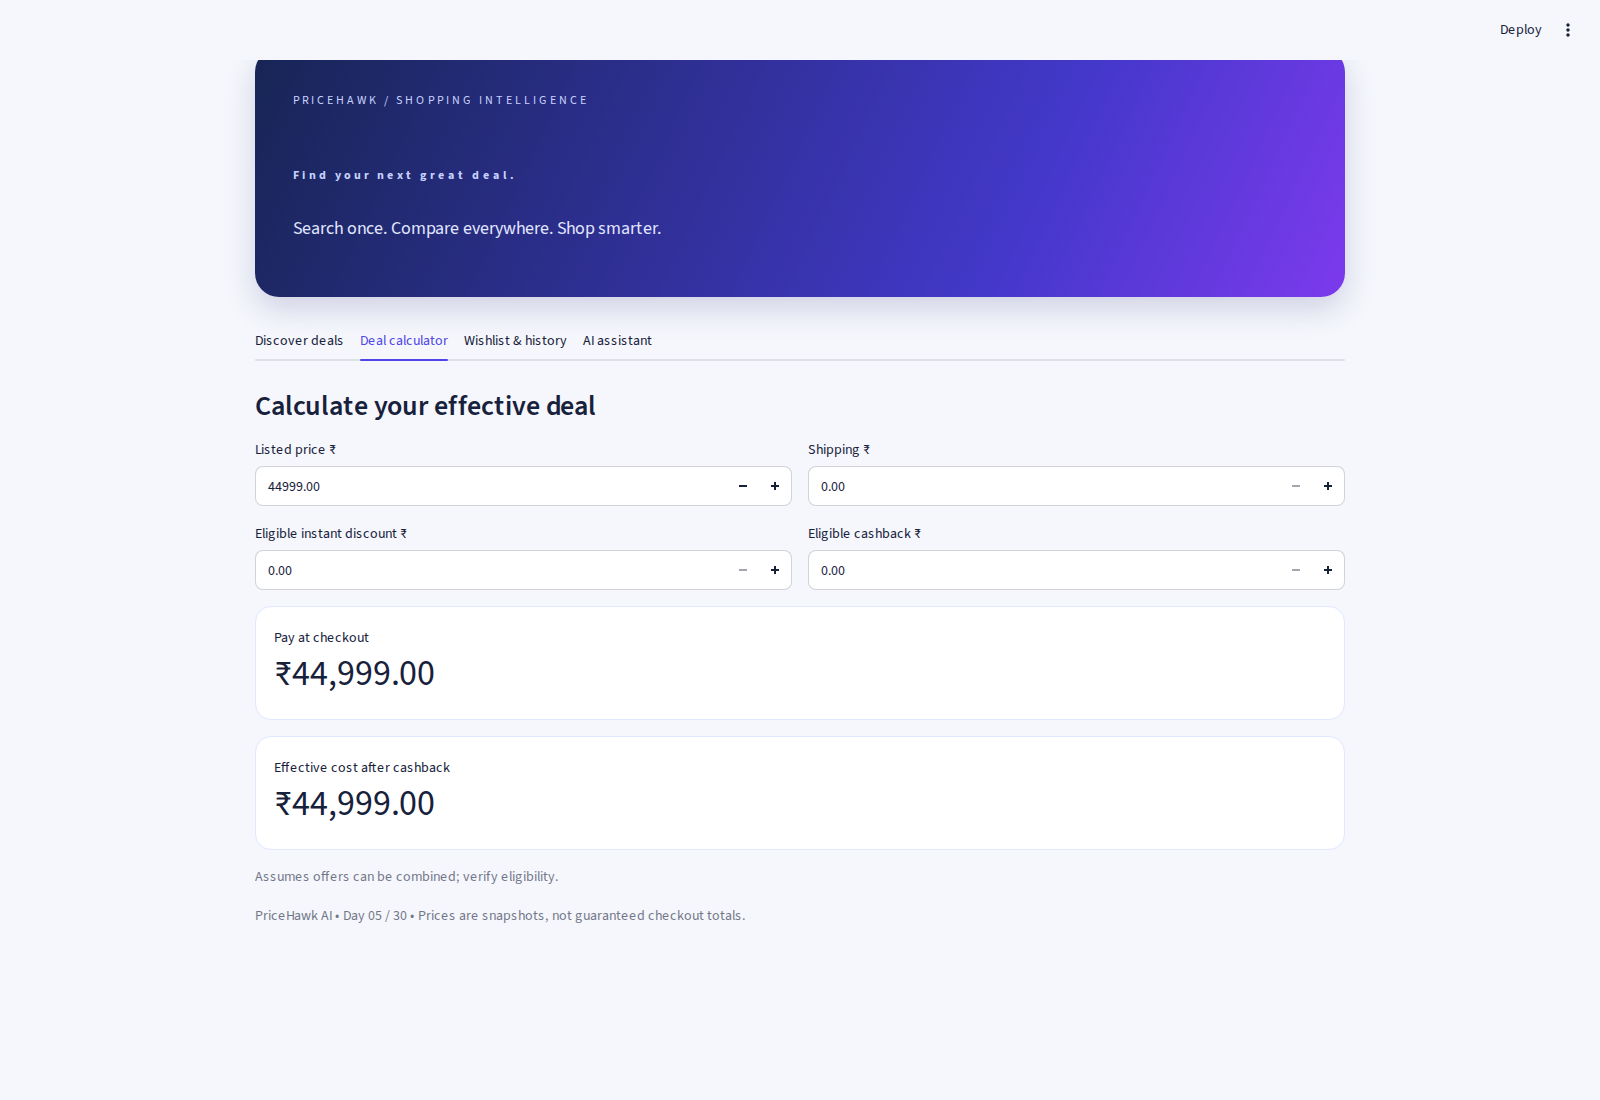 Deploy
PRICEHAWK / SHOPPING INTELLIGENCE
Find your next great deal.
Search once. Compare everywhere. Shop smarter.
Discover deals Deal calculator Wishlist & history AI assistant
Calculate your effective deal
Listed price ₹ Shipping ₹
44999.00 0.00
Eligible instant discount ₹ Eligible cashback ₹
0.00 0.00
Pay at checkout
₹44,999.00
Effective cost after cashback
₹44,999.00
Assumes offers can be combined; verify eligibility.
PriceHawk AI • Day 05 / 30 • Prices are snapshots, not guaranteed checkout totals.